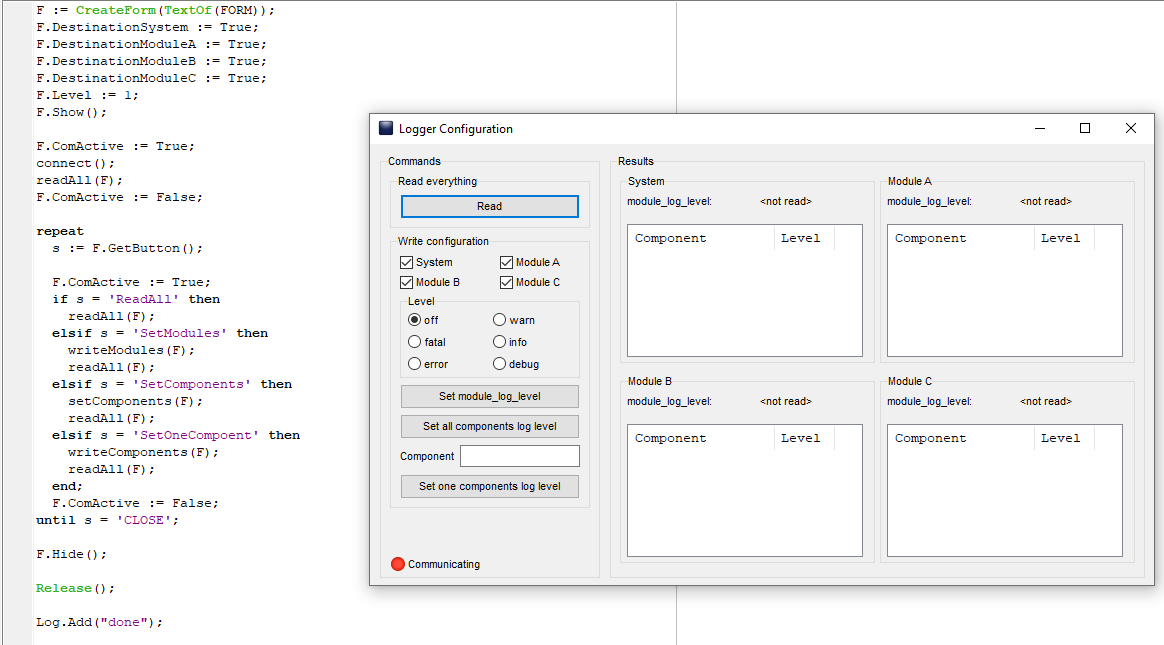 F := CreateForm(TextOf(FORM));
F.DestinationSystem := True;
F.DestinationModuleA := True;
F.DestinationModuleB := True;
F.DestinationModuleC := True;
F.Level := 1;
F.Show();
F.ComActive := True;
connect();
readAll(F);
F.ComActive := False;
repeat
s := F.GetButton();
F.ComActive := True;
if s = 'ReadAll' then
readAll(F);
elsif s = 'SetModules' then
writeModules(F);
readAll(F);
elsif s = 'SetComponents' then
setComponents(F);
readAll(F);
elsif s = 'SetOneCompoent' then
writeComponents(F);
readAll(F);
end;
F.ComActive := False;
until s = 'CLOSE';
F.Hide();
Release();
Log.Add("done");
Logger Configuration
Commands
Read everything
Read
Write configuration
System Module A
Module B Module C
Level
off warn
fatal info
error debug
Set module_log_level
Set all components log level
Component
Set one components log level
Communicating
Results
System
module_log_level: <not read>
Component Level
Module A
module_log_level: <not read>
Component Level
Module B
module_log_level: <not read>
Component Level
Module C
module_log_level: <not read>
Component Level